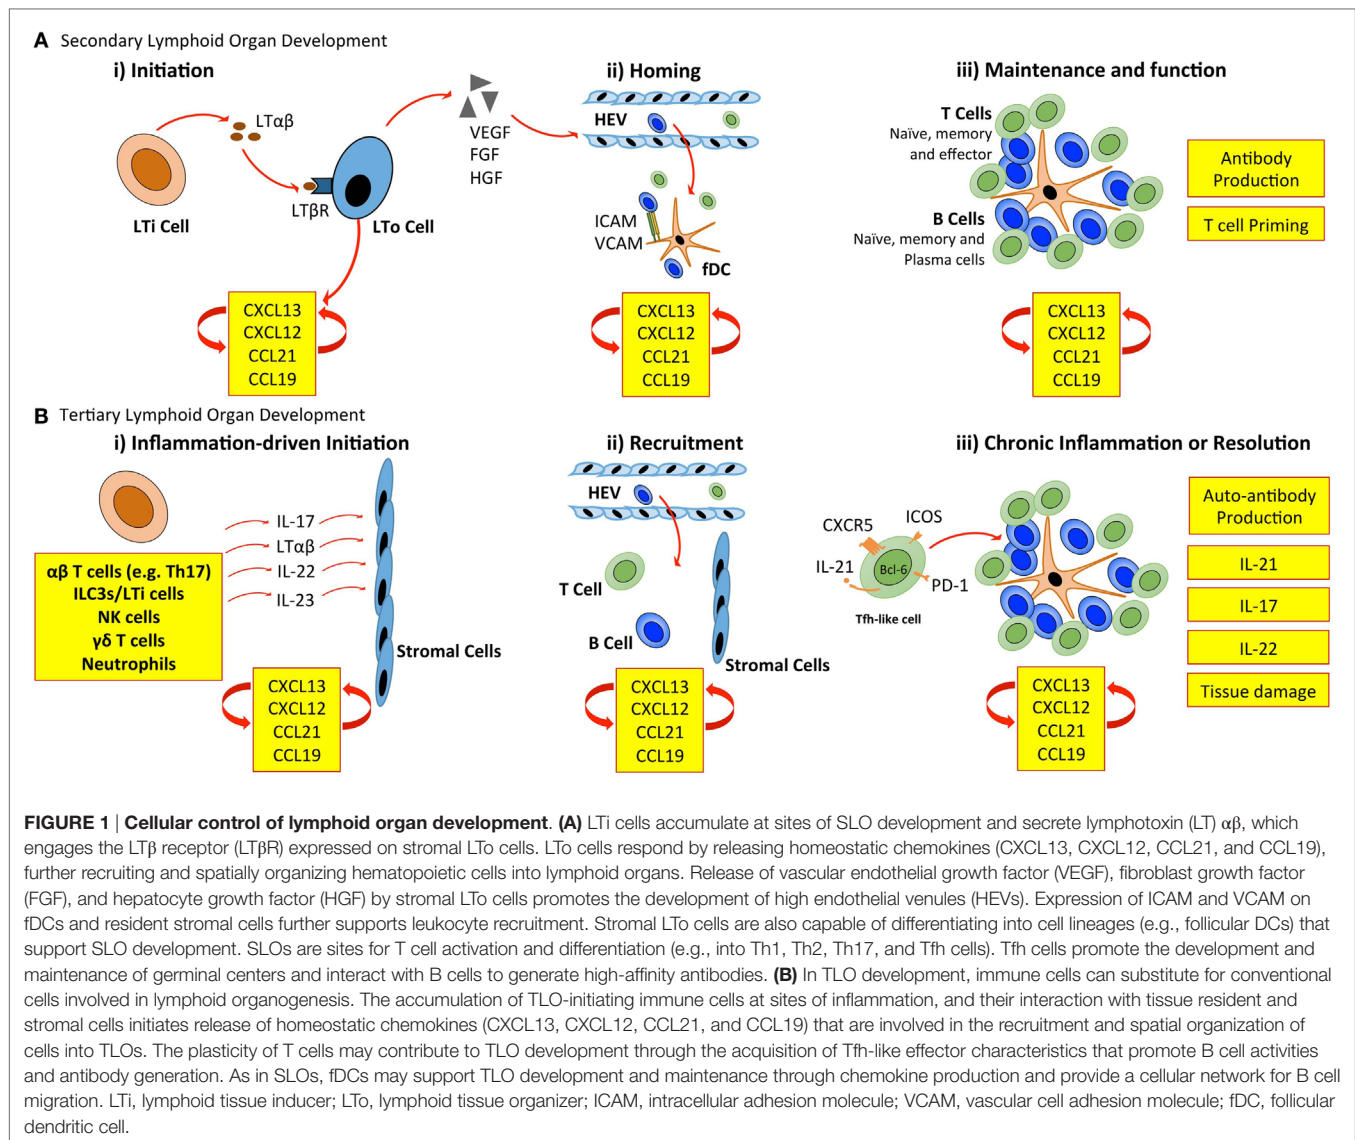 A Secondary Lymphoid Organ Development
i) Initiation
LTαβ
LTi Cell
LTβR
LTo Cell
VEGF
FGF
HGF
CXCL13
CXCL12
CCL21
CCL19
ii) Homing
HEV
ICAM
VCAM
fDC
CXCL13
CXCL12
CCL21
CCL19
iii) Maintenance and function
T Cells
Naïve, memory
and effector
B Cells
Naïve, memory and
Plasma cells
Antibody
Production
T cell Priming
CXCL13
CXCL12
CCL21
CCL19
B Tertiary Lymphoid Organ Development
i) Inflammation-driven Initiation
IL-17
LTαβ
IL-22
IL-23
αβ T cells (e.g. Th17)
ILC3s/LTi cells
NK cells
γδ T cells
Neutrophils
Stromal Cells
CXCL13
CXCL12
CCL21
CCL19
ii) Recruitment
HEV
T Cell
B Cell
Stromal Cells
CXCL13
CXCL12
CCL21
CCL19
iii) Chronic Inflammation or Resolution
CXCR5
ICOS
IL-21
Bcl-6
PD-1
Tfh-like cell
Auto-antibody
Production
IL-21
IL-17
IL-22
Tissue damage
CXCL13
CXCL12
CCL21
CCL19
FIGURE 1 | Cellular control of lymphoid organ development. (A) LTi cells accumulate at sites of SLO development and secrete lymphotoxin (LT) αβ, which
engages the LTβ receptor (LTβR) expressed on stromal LTo cells. LTo cells respond by releasing homeostatic chemokines (CXCL13, CXCL12, CCL21, and CCL19),
further recruiting and spatially organizing hematopoietic cells into lymphoid organs. Release of vascular endothelial growth factor (VEGF), fibroblast growth factor
(FGF), and hepatocyte growth factor (HGF) by stromal LTo cells promotes the development of high endothelial venules (HEVs). Expression of ICAM and VCAM on
fDCs and resident stromal cells further supports leukocyte recruitment. Stromal LTo cells are also capable of differentiating into cell lineages (e.g., follicular DCs) that
support SLO development. SLOs are sites for T cell activation and differentiation (e.g., into Th1, Th2, Th17, and Tfh cells). Tfh cells promote the development and
maintenance of germinal centers and interact with B cells to generate high-affinity antibodies. (B) In TLO development, immune cells can substitute for conventional
cells involved in lymphoid organogenesis. The accumulation of TLO-initiating immune cells at sites of inflammation, and their interaction with tissue resident and
stromal cells initiates release of homeostatic chemokines (CXCL13, CXCL12, CCL21, and CCL19) that are involved in the recruitment and spatial organization of
cells into TLOs. The plasticity of T cells may contribute to TLO development through the acquisition of Tfh-like effector characteristics that promote B cell activities
and antibody generation. As in SLOs, fDCs may support TLO development and maintenance through chemokine production and provide a cellular network for B cell
migration. LTi, lymphoid tissue inducer; LTo, lymphoid tissue organizer; ICAM, intracellular adhesion molecule; VCAM, vascular cell adhesion molecule; fDC, follicular
dendritic cell.